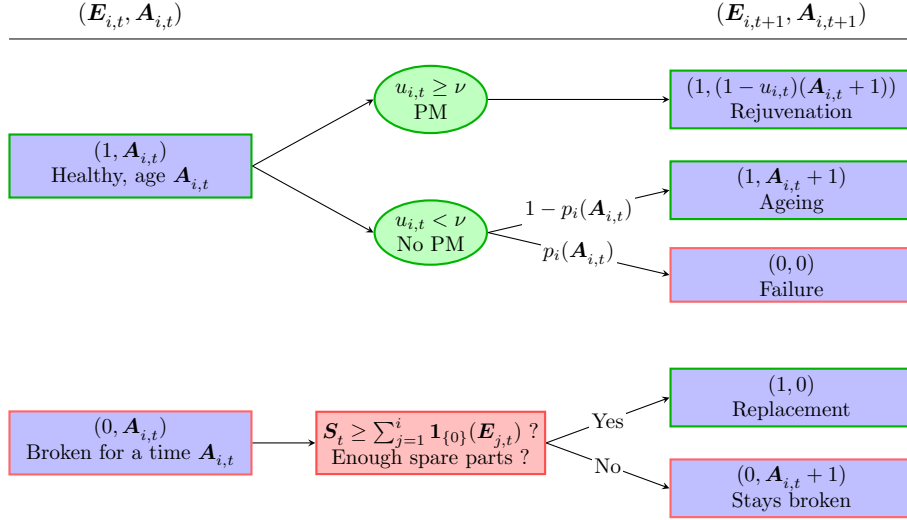 (E_{i,t}, A_{i,t}) (E_{i,t+1}, A_{i,t+1})
u_{i,t} ≥ ν
PM
(1, (1 − u_{i,t})(A_{i,t} + 1))
Rejuvenation
(1, A_{i,t})
Healthy, age A_{i,t}
u_{i,t} < ν
No PM
1 − p_i(A_{i,t})
p_i(A_{i,t})
(1, A_{i,t} + 1)
Ageing
(0, 0)
Failure
(0, A_{i,t})
Broken for a time A_{i,t}
S_t ≥ ∑_{j=1}^{i} 1_{{0}}(E_{j,t}) ?
Enough spare parts ?
Yes
No
(1, 0)
Replacement
(0, A_{i,t} + 1)
Stays broken